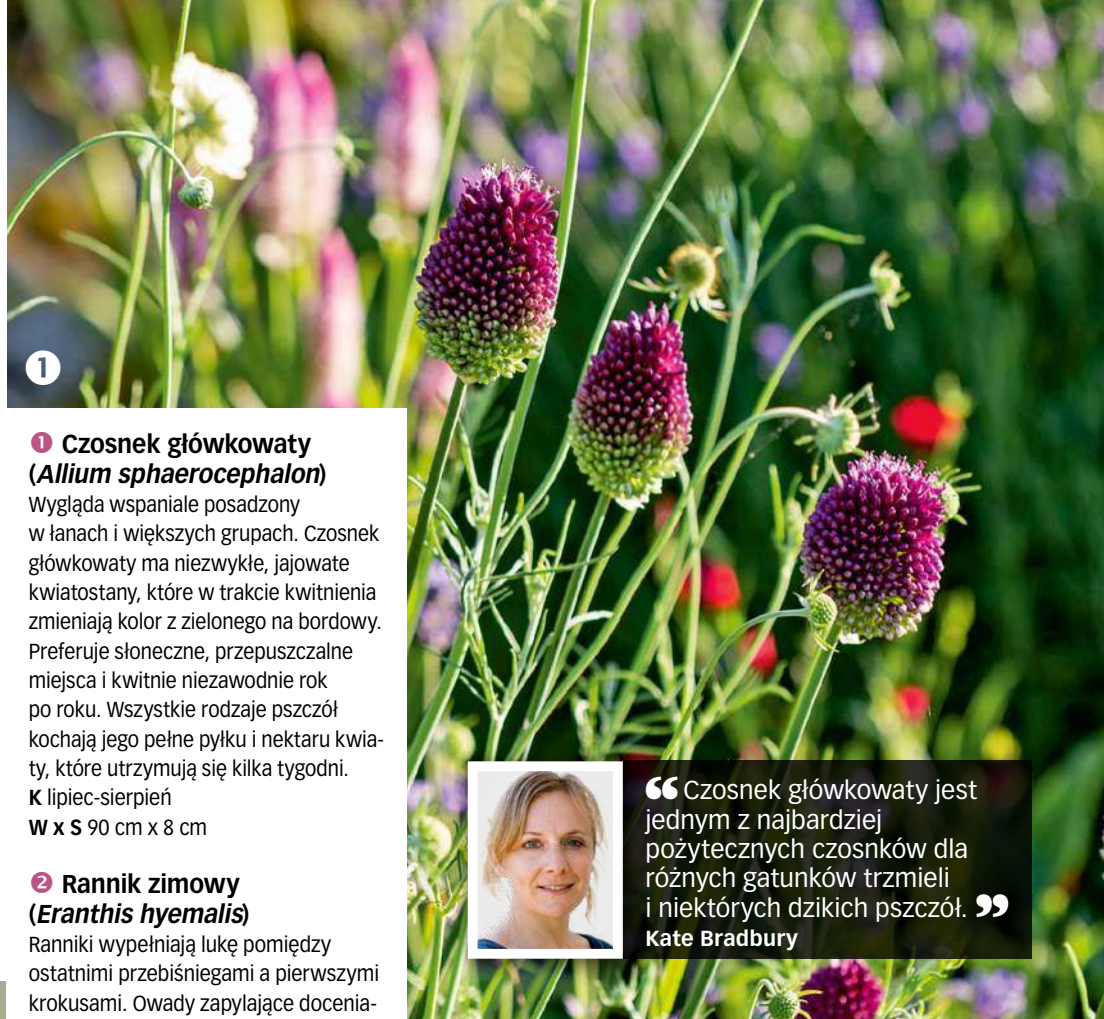 1
❶ Czosnek główkowaty
(Allium sphaerocephalon)
Wygląda wspaniale posadzony
w łanach i większych grupach. Czosnek
główkowaty ma niezwykłe, jajowate
kwiatostany, które w trakcie kwitnienia
zmieniają kolor z zielonego na bordowy.
Preferuje słoneczne, przepuszczalne
miejsca i kwitnie niezawodnie rok
po roku. Wszystkie rodzaje pszczół
kochają jego pełne pyłku i nektaru kwia-
ty, które utrzymują się kilka tygodni.
K lipiec-sierpień
W x S 90 cm x 8 cm
❷ Rannik zimowy
(Eranthis hyemalis)
Ranniki wypełniają lukę pomiędzy
ostatnimi przebiśniegami a pierwszymi
krokusami. Owady zapylające docenia-
❝ Czosnek główkowaty jest
jednym z najbardziej
pożytecznych czosnków dla
różnych gatunków trzmieli
i niektórych dzikich pszczół. ❞
Kate Bradbury